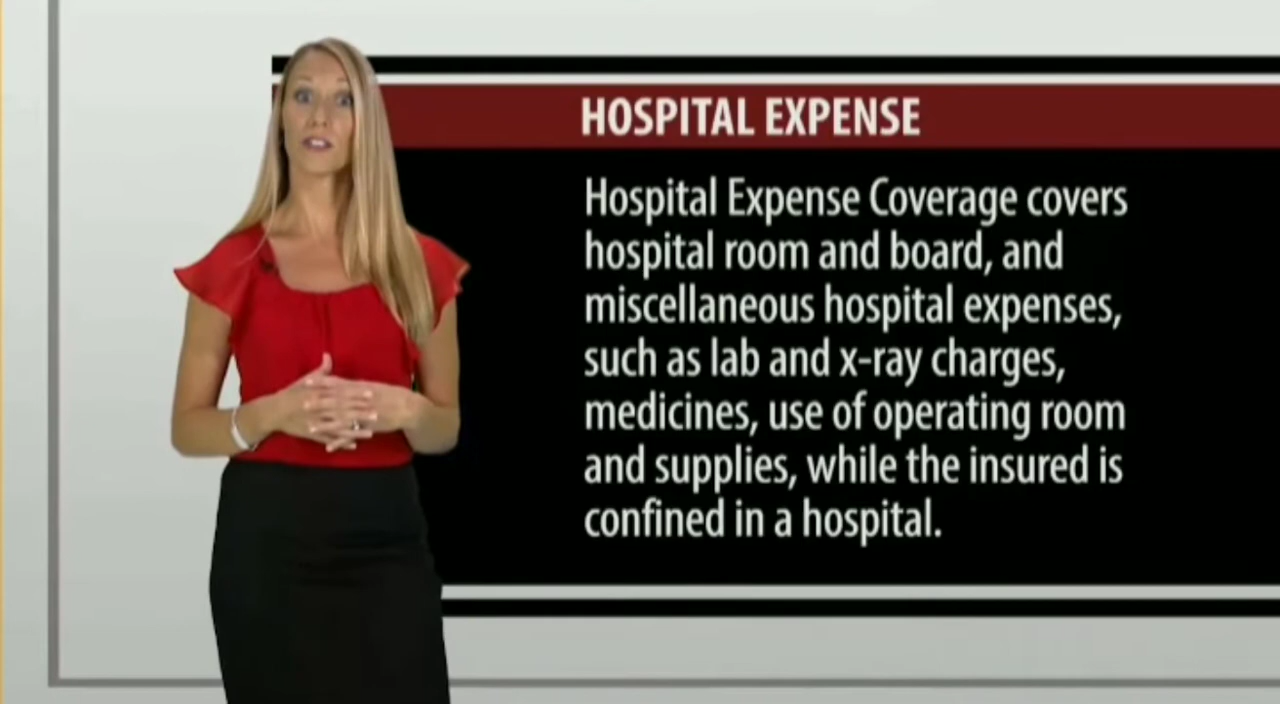 HOSPITAL EXPENSE
Hospital Expense Coverage covers
hospital room and board, and
miscellaneous hospital expenses,
such as lab and x-ray charges,
medicines, use of operating room
and supplies, while the insured is
confined in a hospital.